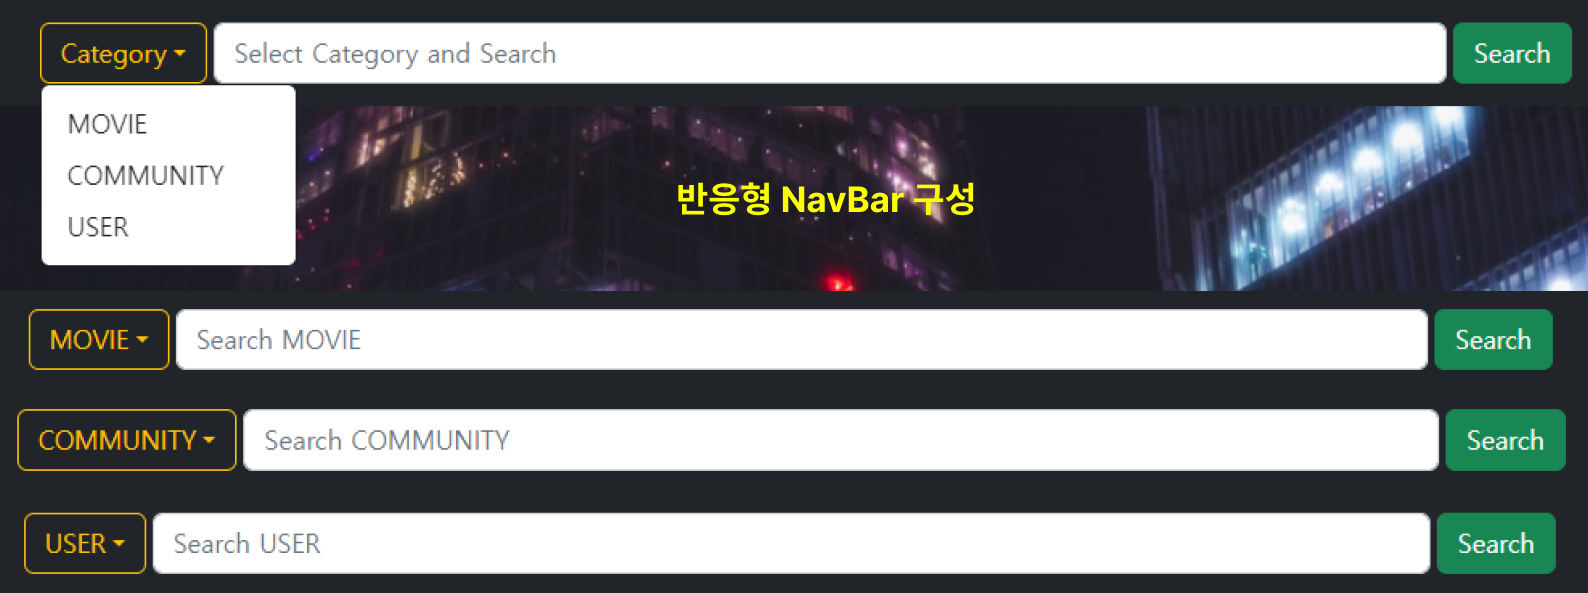 Category Select Category and Search Search
MOVIE
COMMUNITY
USER
반응형 NavBar 구성
MOVIE Search MOVIE Search
COMMUNITY Search COMMUNITY Search
USER Search USER Search